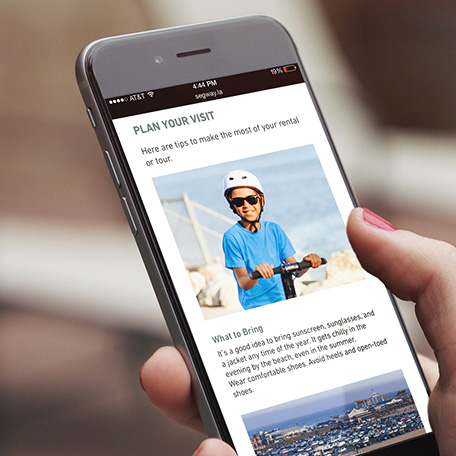 ●●●●○ AT&T 4:44 PM 19%
segway.la
PLAN YOUR VISIT
Here are tips to make the most of your rental
or tour.
What to Bring
It's a good idea to bring sunscreen, sunglasses, and
a jacket any time of the year. It gets chilly in the
evening by the beach, even in the summer.
Wear comfortable shoes. Avoid heels and open-toed
shoes.